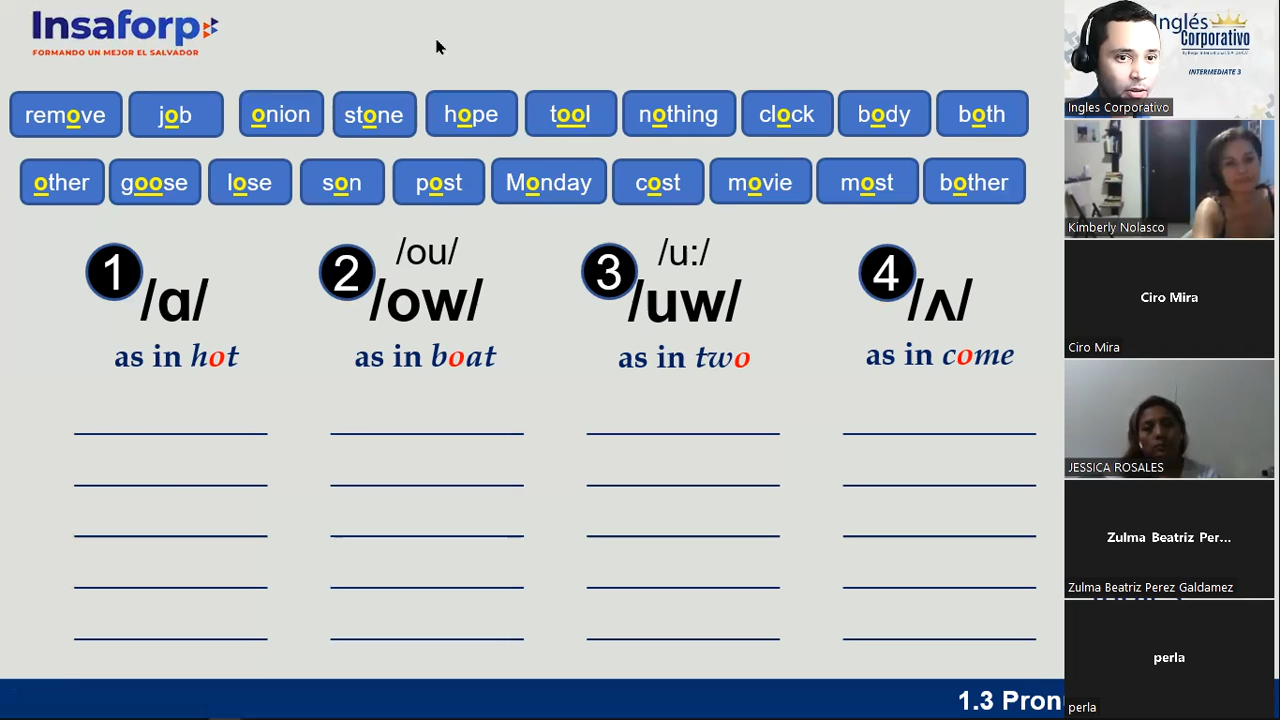 Insaforp
FORMANDO UN MEJOR EL SALVADOR
remove job onion stone hope tool nothing clock body both
other goose lose son post Monday cost movie most bother
1 /ɑ/ as in hot
2 /ou/ /ow/ as in boat
3 /u:/ /uw/ as in two
4 /ʌ/ as in come
1.3 Pron
Inglés
Corporativo
INTERMEDIATE 3
Ingles Corporativo
Kimberly Nolasco
Ciro Mira
Ciro Mira
JESSICA ROSALES
Zulma Beatriz Per...
Zulma Beatriz Perez Galdamez
perla
perla